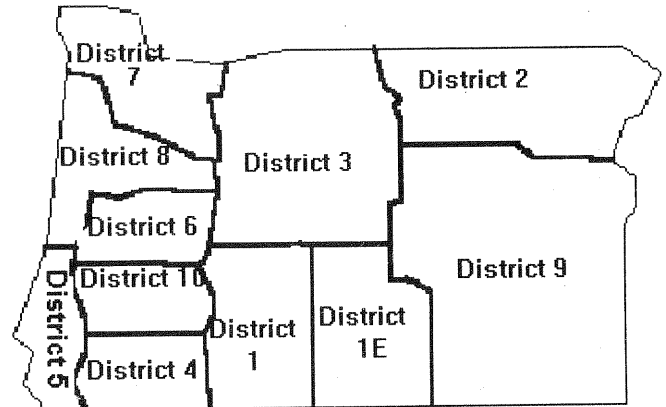 District
7
District 2
District 8
District 3
District 6
District 9
District 10
District 5
District
1
District
1E
District 4